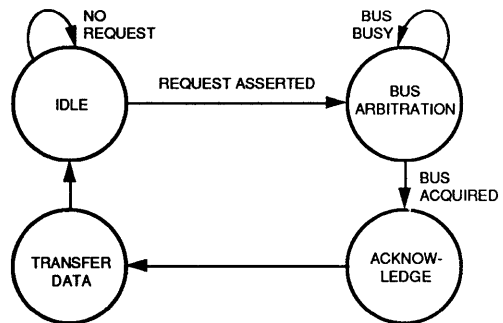 NO
REQUEST
BUS
BUSY
IDLE
REQUEST ASSERTED
BUS
ARBITRATION
BUS
ACQUIRED
TRANSFER
DATA
ACKNOW-
LEDGE